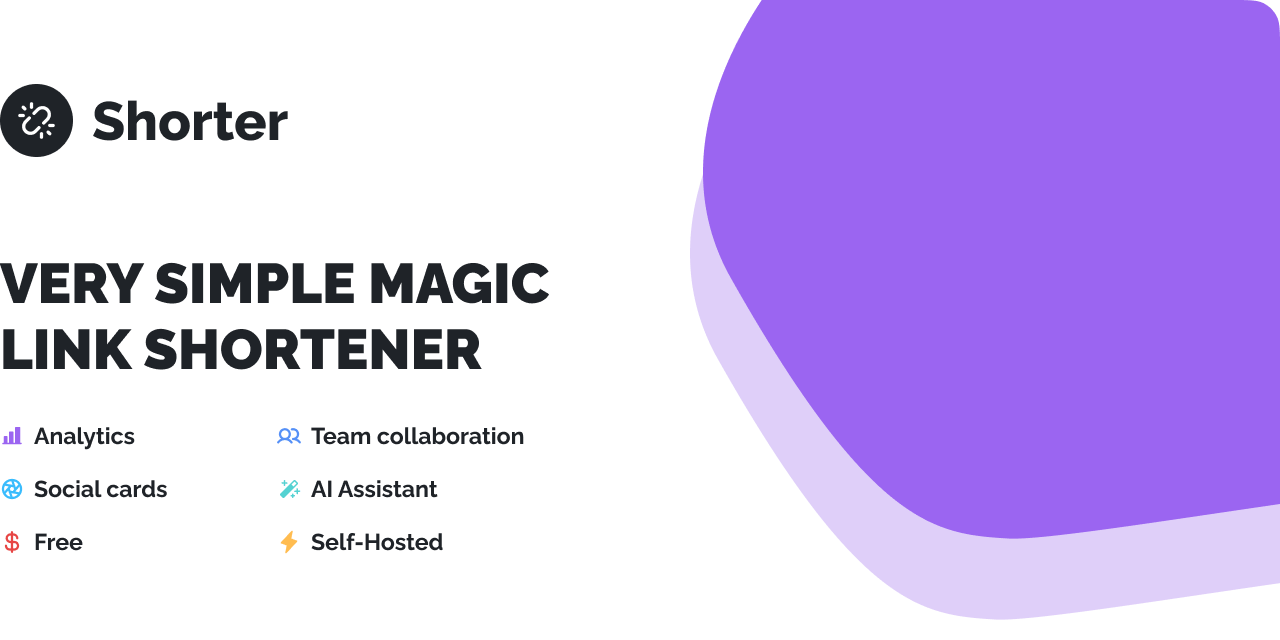 Shorter
VERY SIMPLE MAGIC
LINK SHORTENER
Analytics
Team collaboration
Social cards
AI Assistant
Free
Self-Hosted